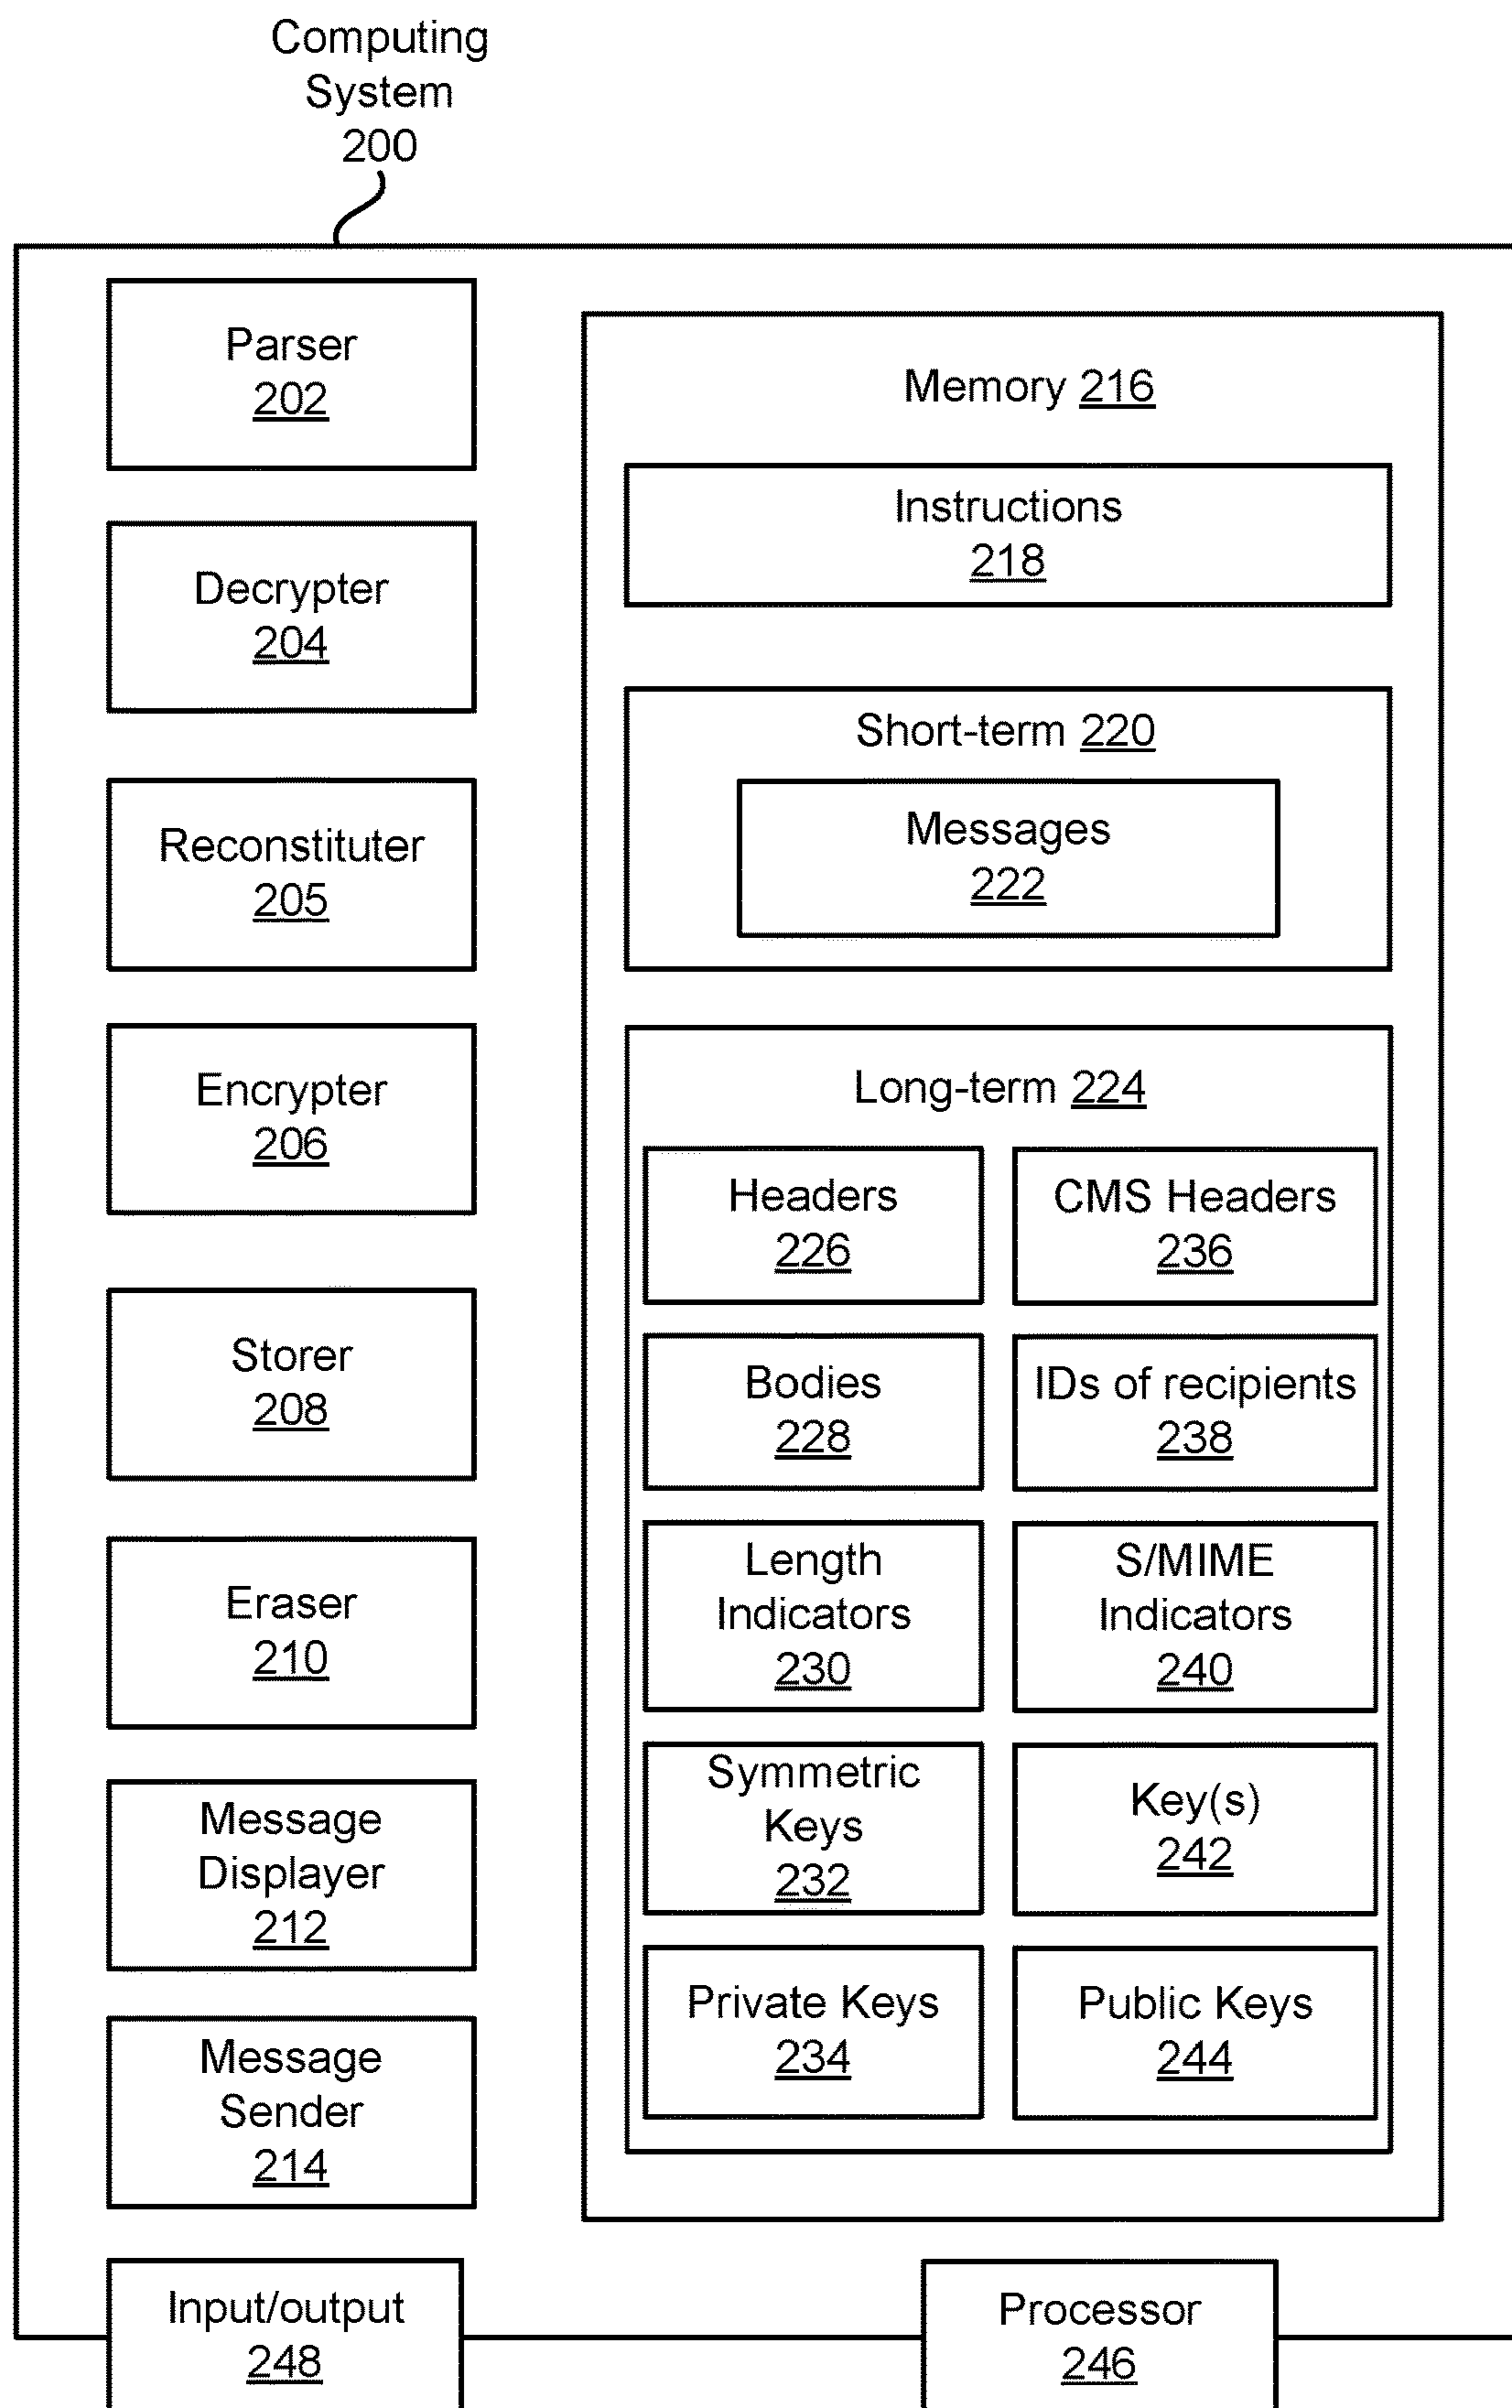 Computing
System
200
Parser
202
Decrypter
204
Reconstituter
205
Encrypter
206
Storer
208
Eraser
210
Message
Displayer
212
Message
Sender
214
Input/output
248
Memory 216
Instructions
218
Short-term 220
Messages
222
Long-term 224
Headers
226
CMS Headers
236
Bodies
228
IDs of recipients
238
Length
Indicators
230
S/MIME
Indicators
240
Symmetric
Keys
232
Key(s)
242
Private Keys
234
Public Keys
244
Processor
246